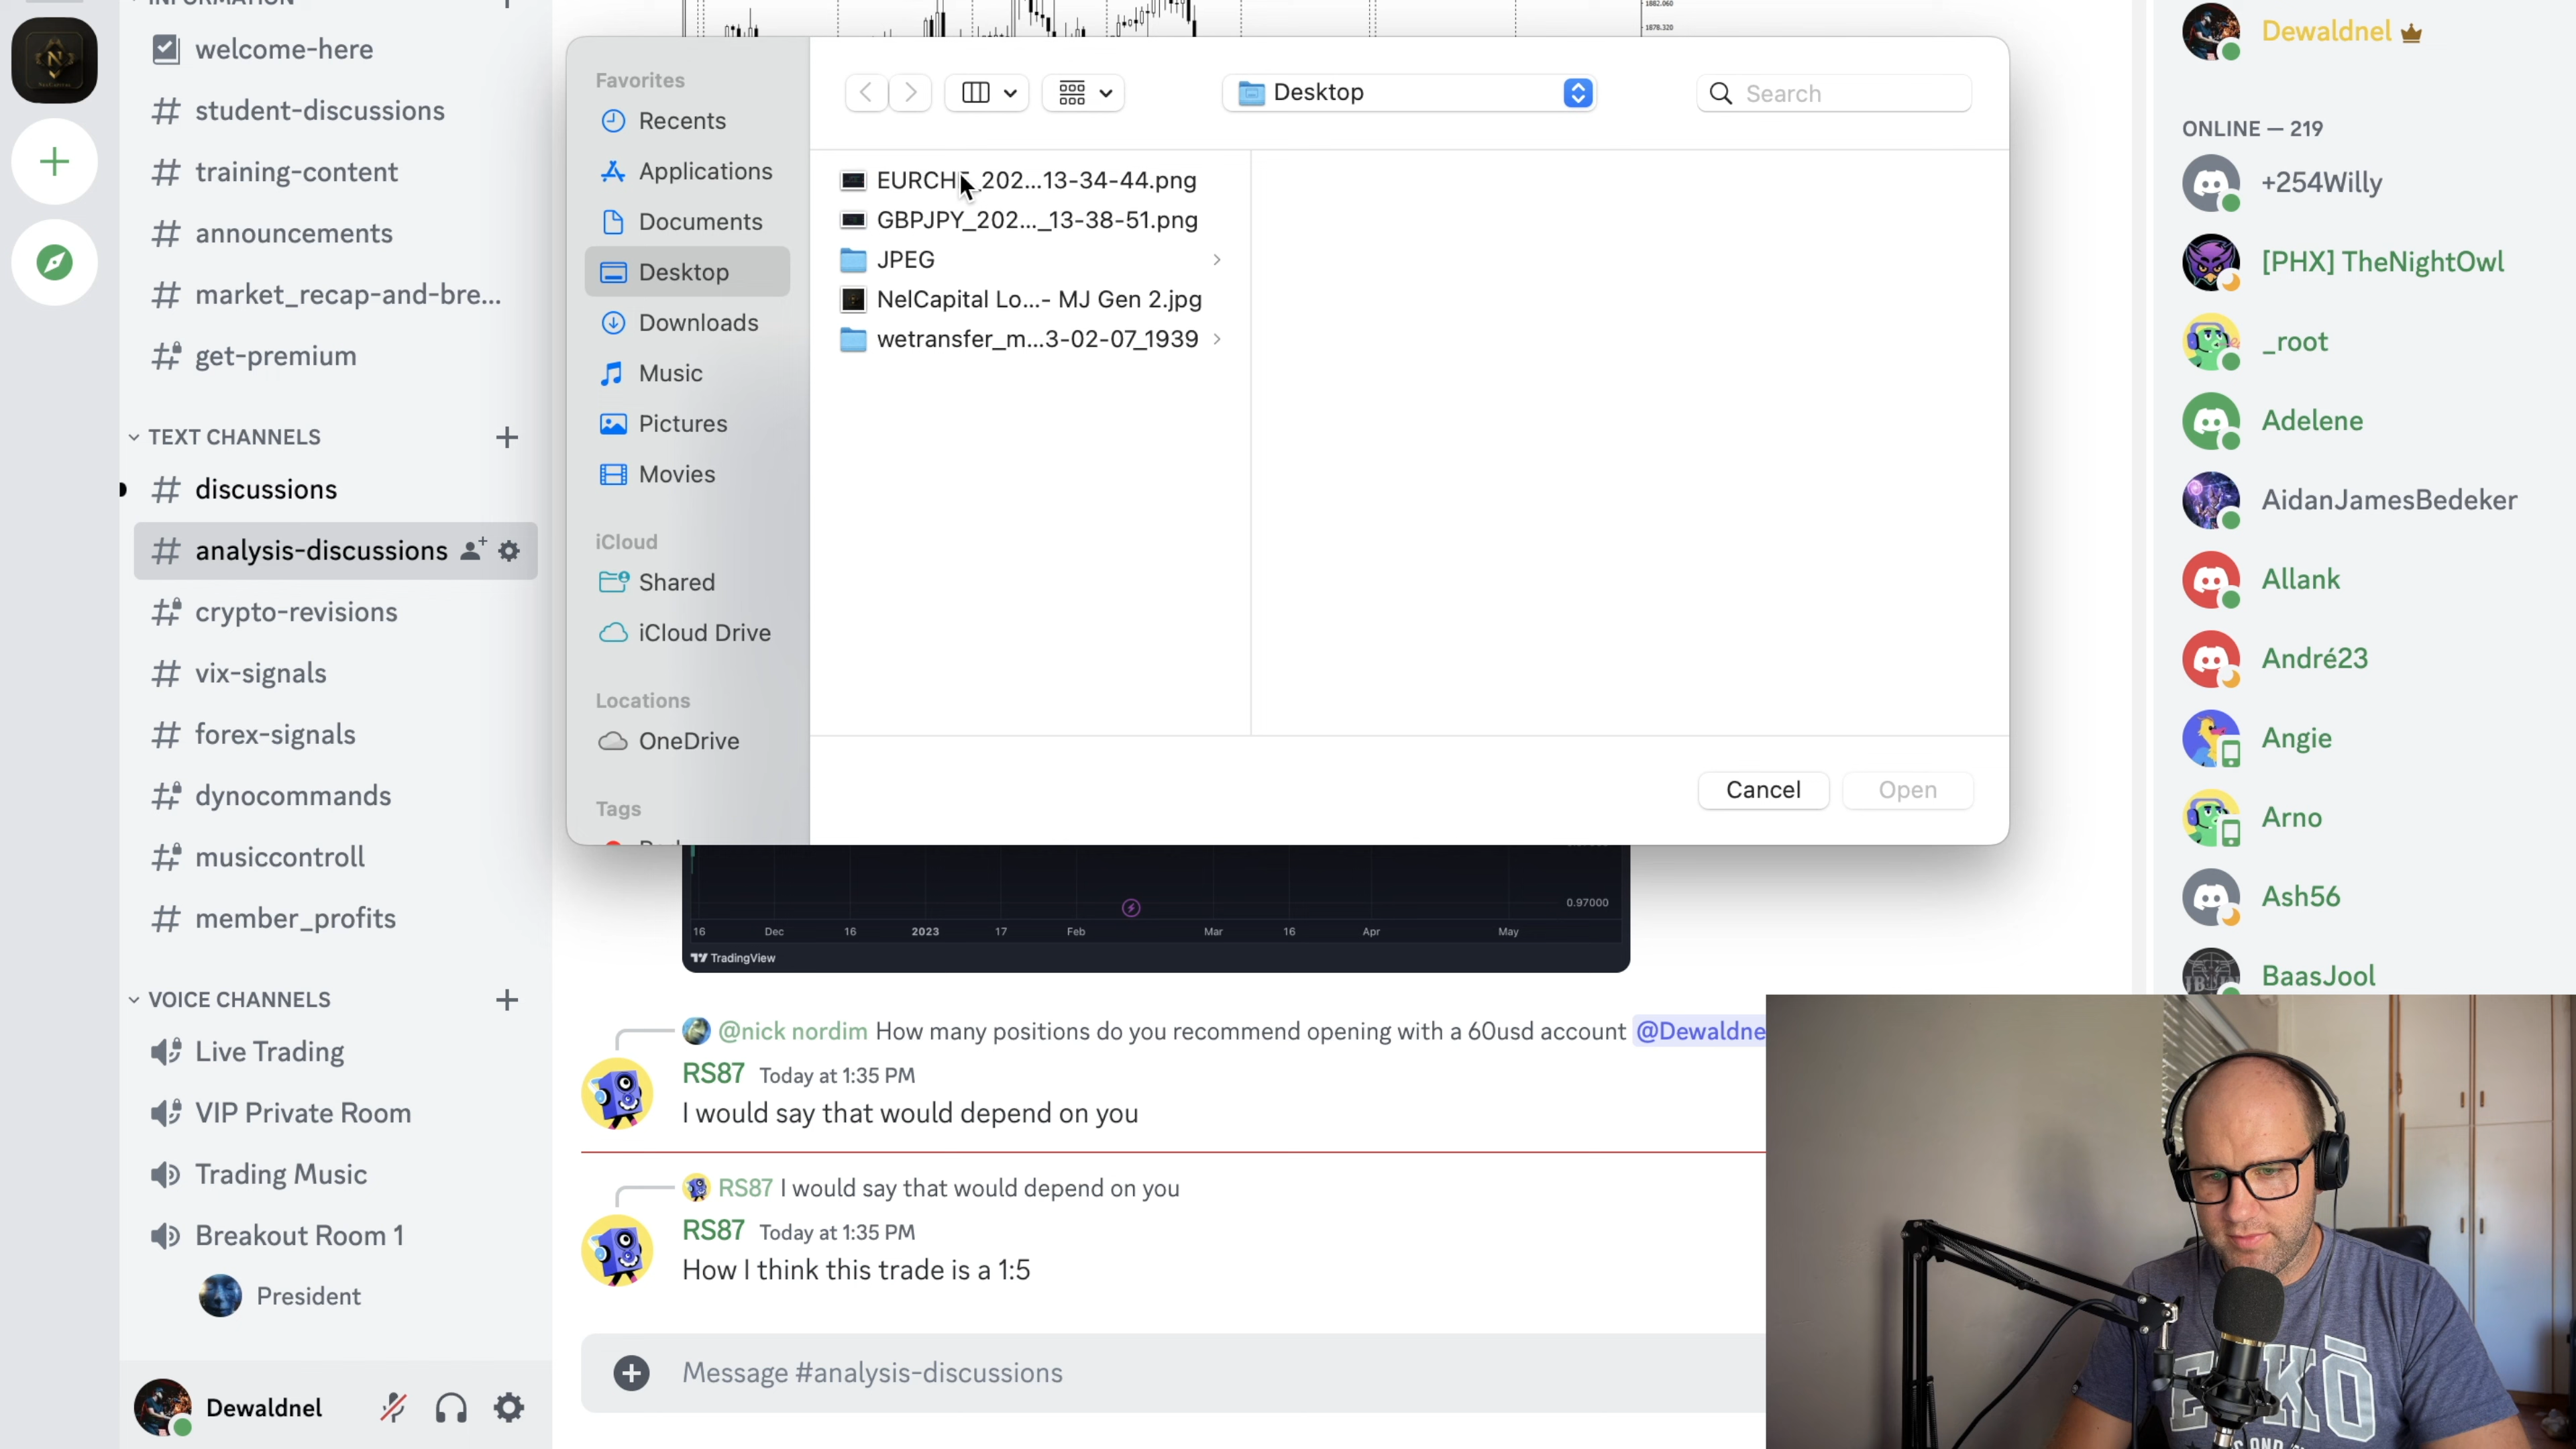 INFORMATION
welcome-here
student-discussions
training-content
announcements
market_recap-and-bre...
get-premium
TEXT CHANNELS
discussions
analysis-discussions
crypto-revisions
vix-signals
forex-signals
dynocommands
musiccontroll
member_profits
VOICE CHANNELS
Live Trading
VIP Private Room
Trading Music
Breakout Room 1
President
Dewaldnel
1882.060
1878.320
Favorites
Recents
Applications
Documents
Desktop
Downloads
Music
Pictures
Movies
iCloud
Shared
iCloud Drive
Locations
OneDrive
Tags
Desktop
Search
EURCHF_202...13-34-44.png
GBPJPY_202..._13-38-51.png
JPEG
NelCapital Lo...- MJ Gen 2.jpg
wetransfer_m...3-02-07_1939
Cancel
Open
0.97000
16 Dec 16 2023 17 Feb Mar 16 Apr May
TradingView
@nick nordim How many positions do you recommend opening with a 60usd account @Dewaldne
RS87 Today at 1:35 PM
I would say that would depend on you
RS87 I would say that would depend on you
RS87 Today at 1:35 PM
How I think this trade is a 1:5
Message #analysis-discussions
Dewaldnel
ONLINE — 219
+254Willy
[PHX] TheNightOwl
_root
Adelene
AidanJamesBedeker
Allank
André23
Angie
Arno
Ash56
BaasJool
ECKŌ